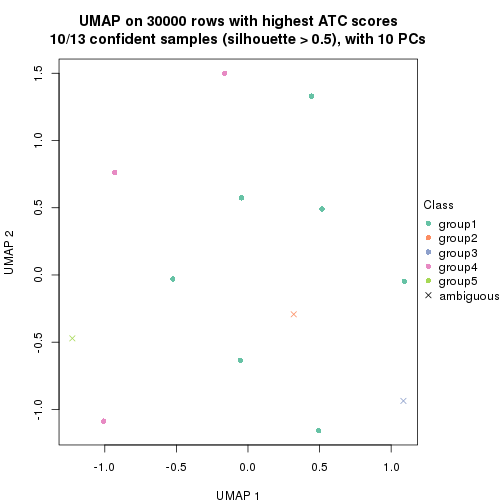 UMAP on 30000 rows with highest ATC scores
10/13 confident samples (silhouette > 0.5), with 10 PCs
1.5
1.0
0.5
0.0
-0.5
-1.0
UMAP 2
-1.0
-0.5
0.0
0.5
1.0
UMAP 1
Class
group1
group2
group3
group4
group5
ambiguous